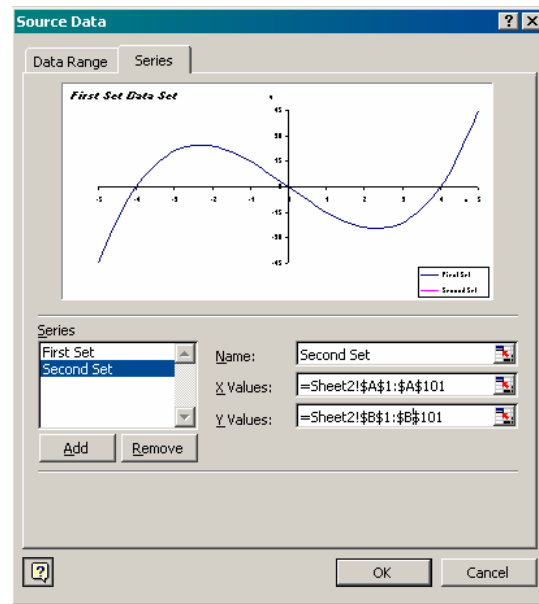 Source Data
Data Range Series
First Set Data Set
45
30
15
0
-5 -4 -3 -2 -1 0 1 2 3 4 5
-15
-30
-45
First Set
Second Set
Series
First Set
Second Set
Name: Second Set
X Values: =Sheet2!$A$1:$A$101
Y Values: =Sheet2!$B$1:$B$101
Add Remove
OK Cancel